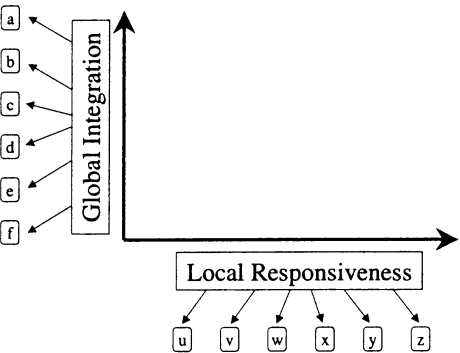 a
b
c
d
e
f
Global Integration
Local Responsiveness
u v w x y z